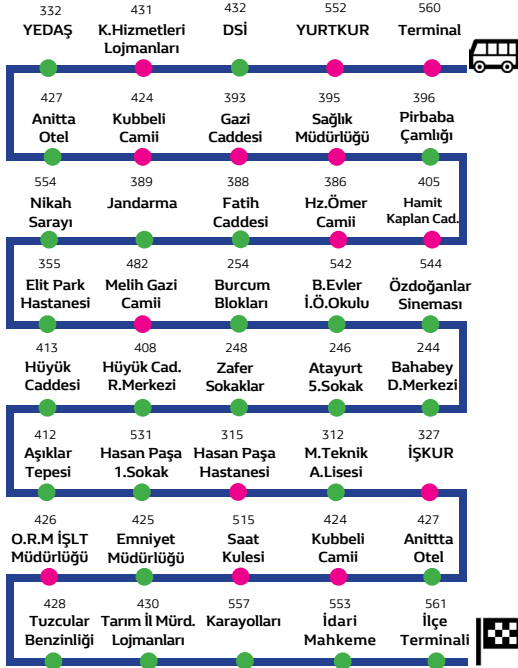 332 431 432 552 560
YEDAŞ K.Hizmetleri Lojmanları DSİ YURTKUR Terminal
427 424 393 395 396
Anitta Otel Kubbeli Camii Gazi Caddesi Sağlık Müdürlüğü Pirbaba Çamlığı
554 389 388 386 405
Nikah Sarayı Jandarma Fatih Caddesi Hz.Ömer Camii Hamit Kaplan Cad.
355 482 254 542 544
Elit Park Hastanesi Melih Gazi Camii Burcum Blokları B.Evler İ.Ö.Okulu Özdoğanlar Sineması
413 408 248 246 244
Hüyük Caddesi Hüyük Cad. R.Merkezi Zafer Sokaklar Atayurt 5.Sokak Bahabey D.Merkezi
412 531 315 312 327
Aşıklar Tepesi Hasan Paşa 1.Sokak Hasan Paşa Hastanesi M.Teknik A.Lisesi İŞKUR
426 425 515 424 427
O.R.M İŞLT Müdürlüğü Emniyet Müdürlüğü Saat Kulesi Kubbeli Camii Anittta Otel
428 430 557 553 561
Tuzcular Benzinliği Tarım İl Mürd. Lojmanları Karayolları İdari Mahkeme İlçe Terminali